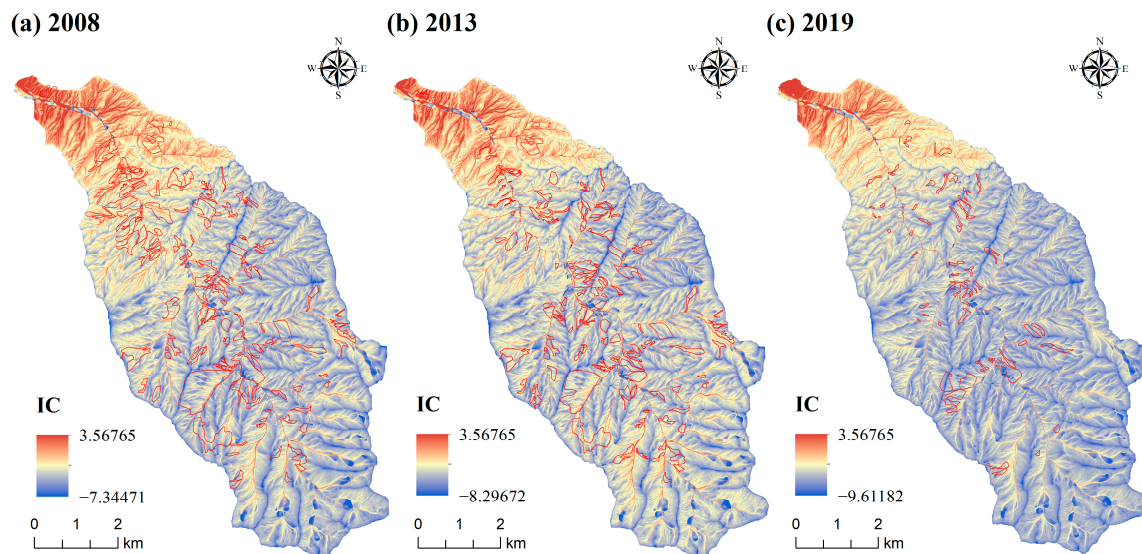 (a) 2008
N
W E
S
IC
3.56765
−7.34471
0 1 2
km
(b) 2013
N
W E
S
IC
3.56765
−8.29672
0 1 2
km
(c) 2019
N
W E
S
IC
3.56765
−9.61182
0 1 2
km